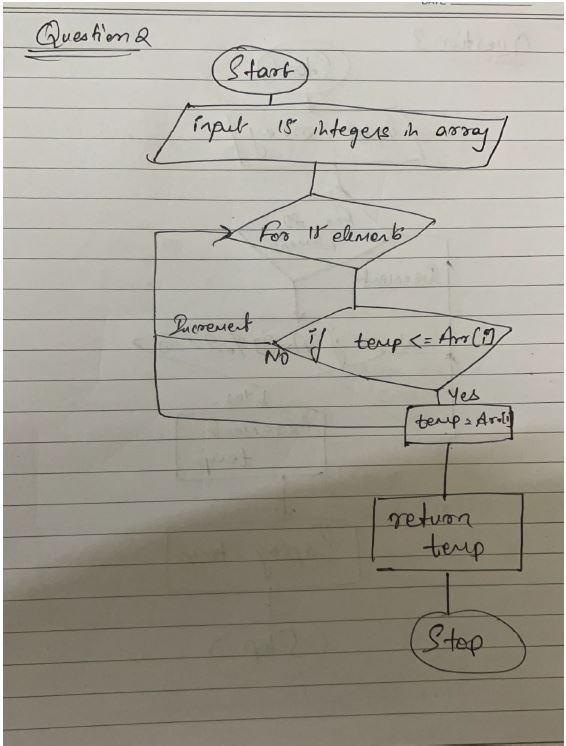 Question 2
Start
input 15 integers in array
For 15 element
Increment
No
if temp <= Arr[i]
Yes
temp = Arr[i]
return
temp
Stop